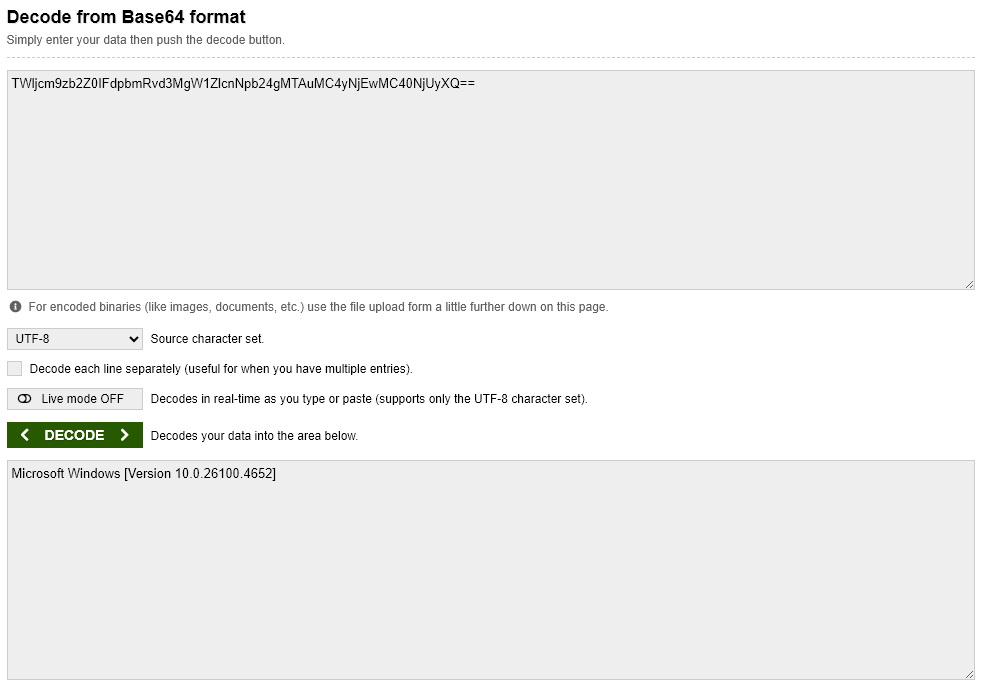 Decode from Base64 format
Simply enter your data then push the decode button.
TWljcm9zb2Z0IFdpbmRvd3MgW1ZlcnNpb24gMTAuMC4yNjEwMC40NjUyXQ==
For encoded binaries (like images, documents, etc.) use the file upload form a little further down on this page.
UTF-8 Source character set.
Decode each line separately (useful for when you have multiple entries).
Live mode OFF Decodes in real-time as you type or paste (supports only the UTF-8 character set).
DECODE Decodes your data into the area below.
Microsoft Windows [Version 10.0.26100.4652]